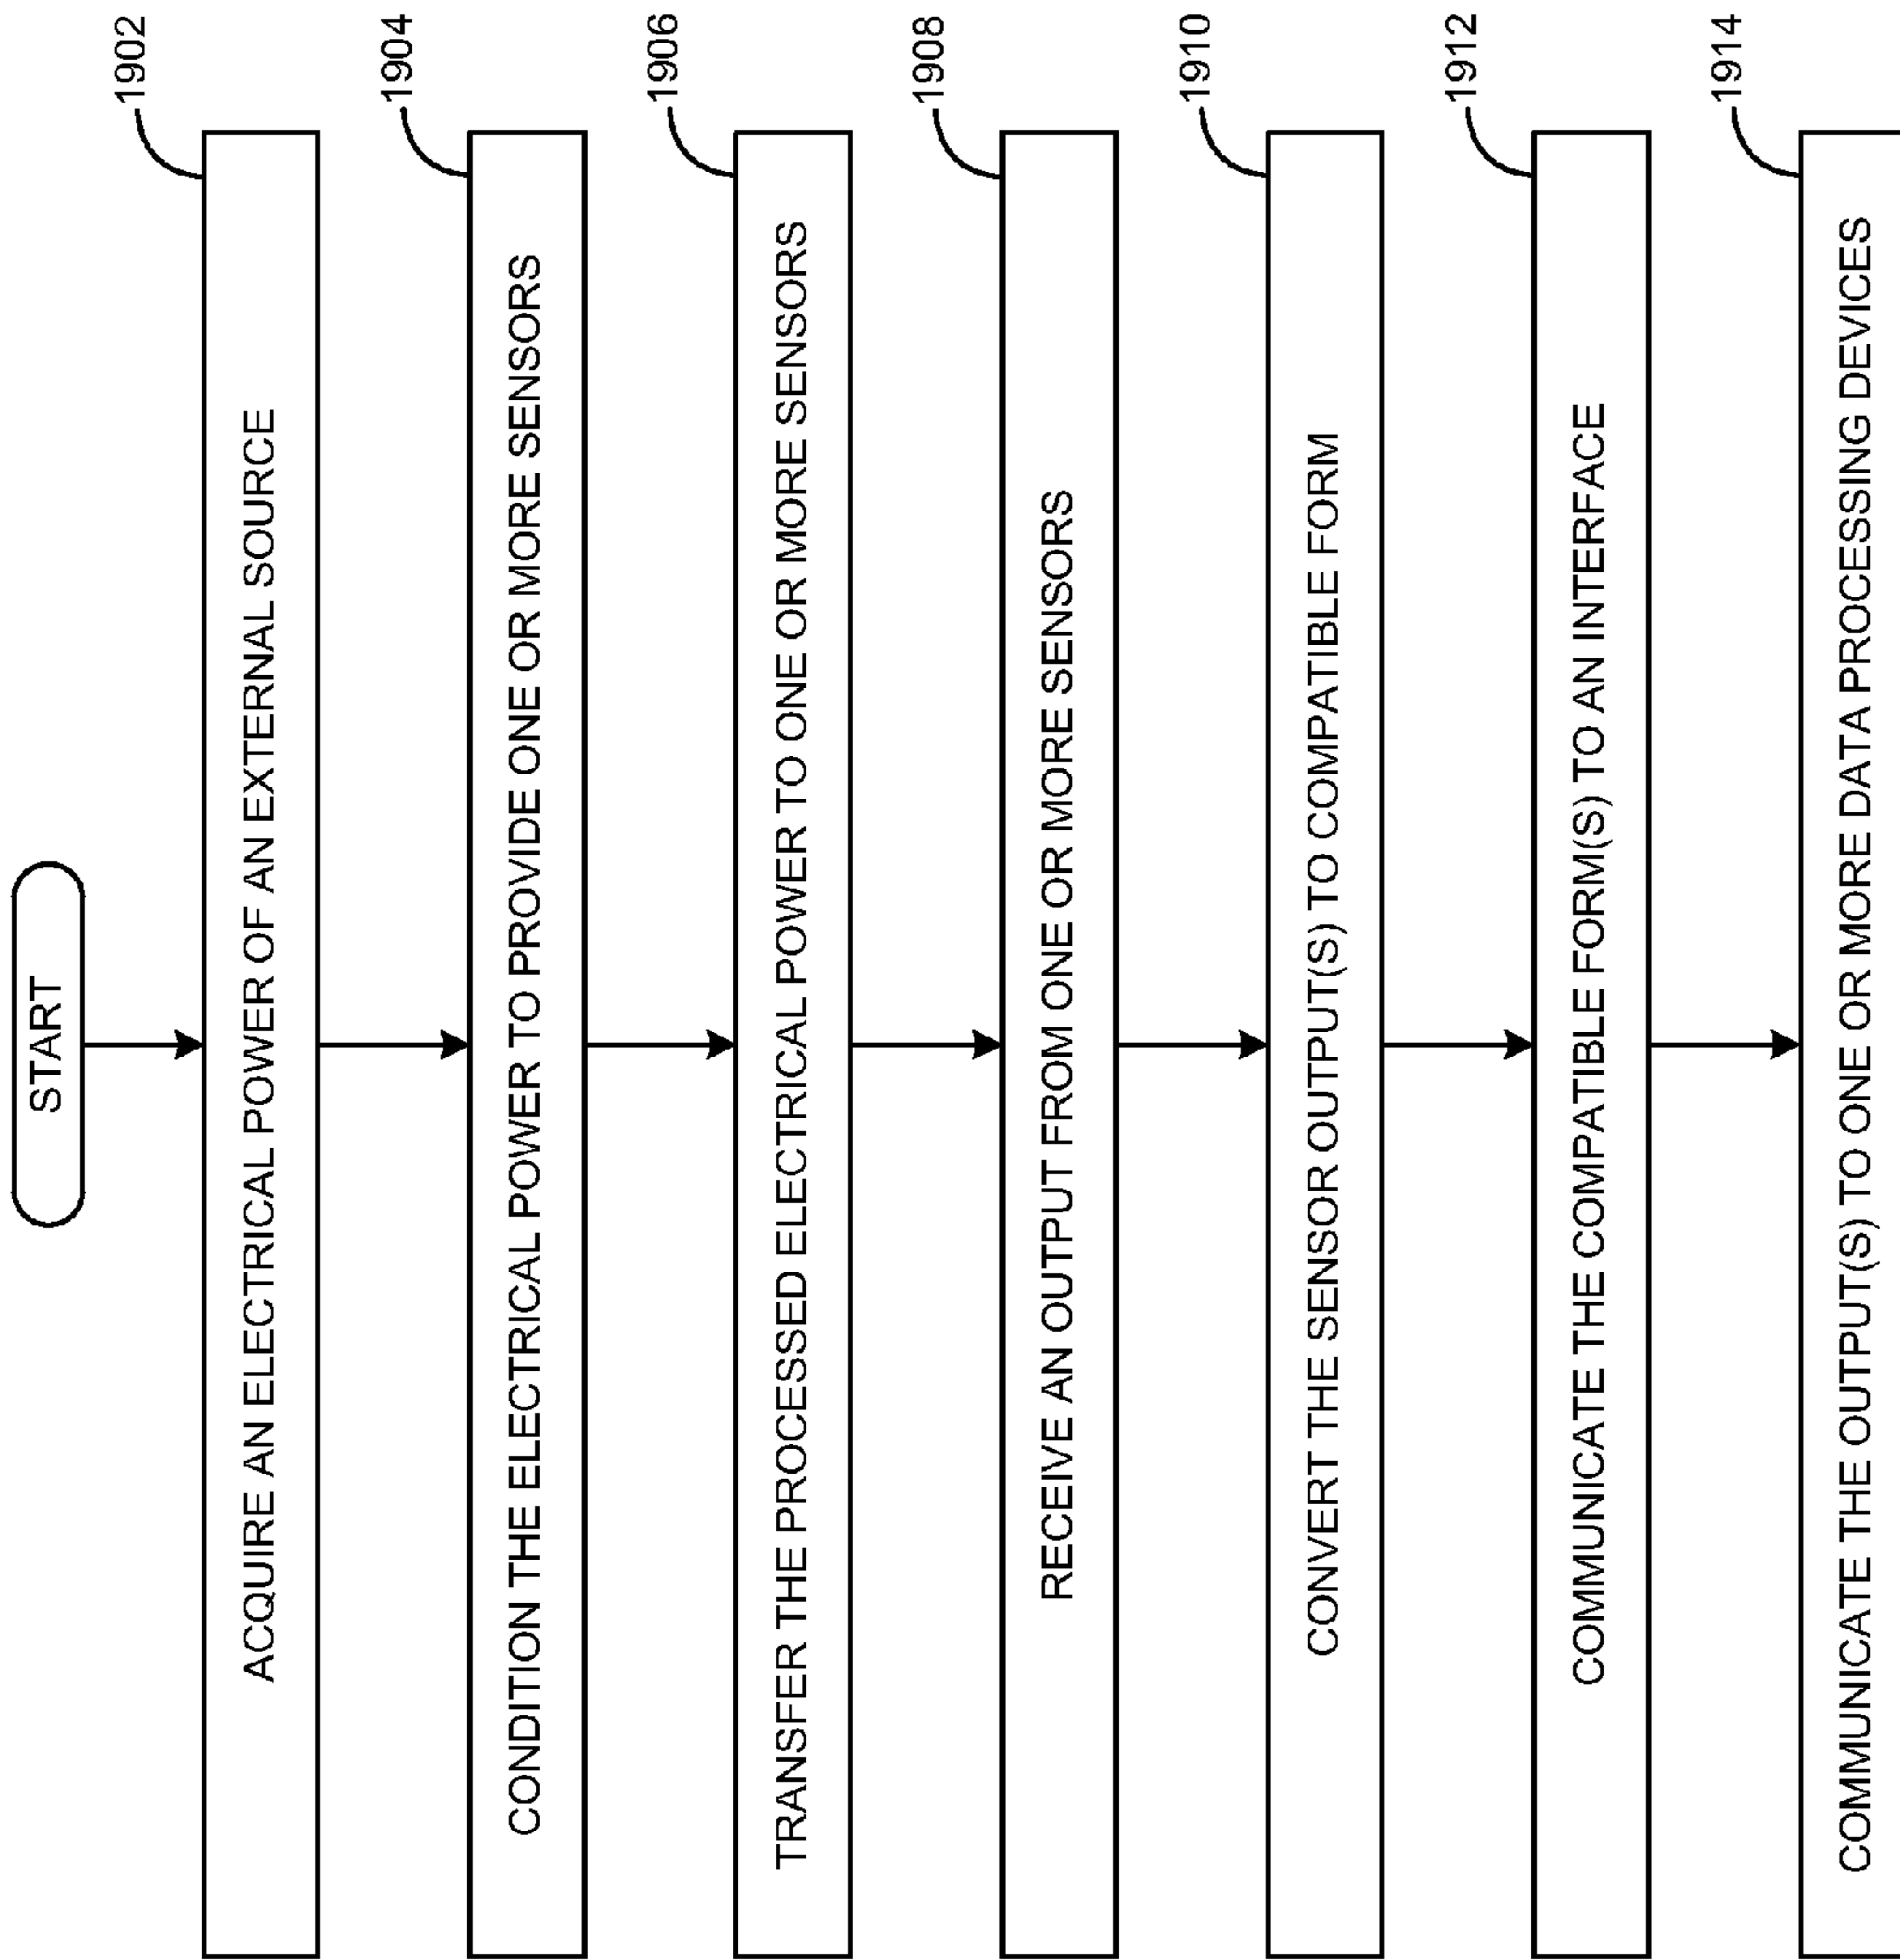 START
1902
ACQUIRE AN ELECTRICAL POWER OF AN EXTERNAL SOURCE
1904
CONDITION THE ELECTRICAL POWER TO PROVIDE ONE OR MORE SENSORS
1906
TRANSFER THE PROCESSED ELECTRICAL POWER TO ONE OR MORE SENSORS
1908
RECEIVE AN OUTPUT FROM ONE OR MORE SENSORS
1910
CONVERT THE SENSOR OUTPUT(S) TO COMPATIBLE FORM
1912
COMMUNICATE THE COMPATIBLE FORM(S) TO AN INTERFACE
1914
COMMUNICATE THE OUTPUT(S) TO ONE OR MORE DATA PROCESSING DEVICES